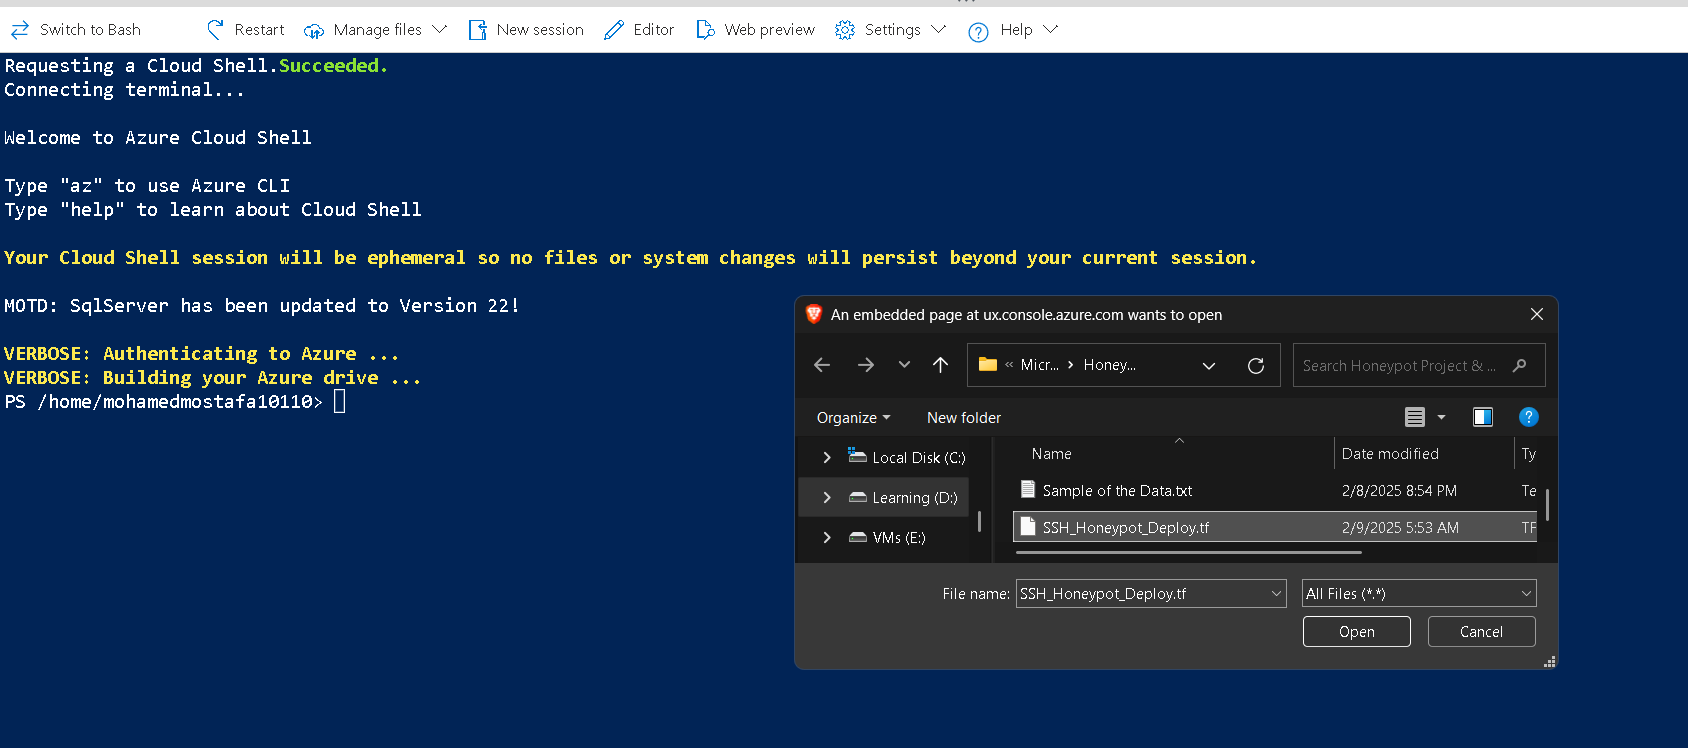 Switch to Bash Restart Manage files New session Editor Web preview Settings Help
Requesting a Cloud Shell.Succeeded.
Connecting terminal...
Welcome to Azure Cloud Shell
Type "az" to use Azure CLI
Type "help" to learn about Cloud Shell
Your Cloud Shell session will be ephemeral so no files or system changes will persist beyond your current session.
MOTD: SqlServer has been updated to Version 22!
VERBOSE: Authenticating to Azure ...
VERBOSE: Building your Azure drive ...
PS /home/mohamedmostafa10110>
An embedded page at ux.console.azure.com wants to open
« Micr... › Honey... Search Honeypot Project & ...
Organize New folder
Local Disk (C:)
Learning (D:)
VMs (E:)
Name Date modified Ty
Sample of the Data.txt 2/8/2025 8:54 PM Te
SSH_Honeypot_Deploy.tf 2/9/2025 5:53 AM TF
File name: SSH_Honeypot_Deploy.tf All Files (*.*)
Open Cancel